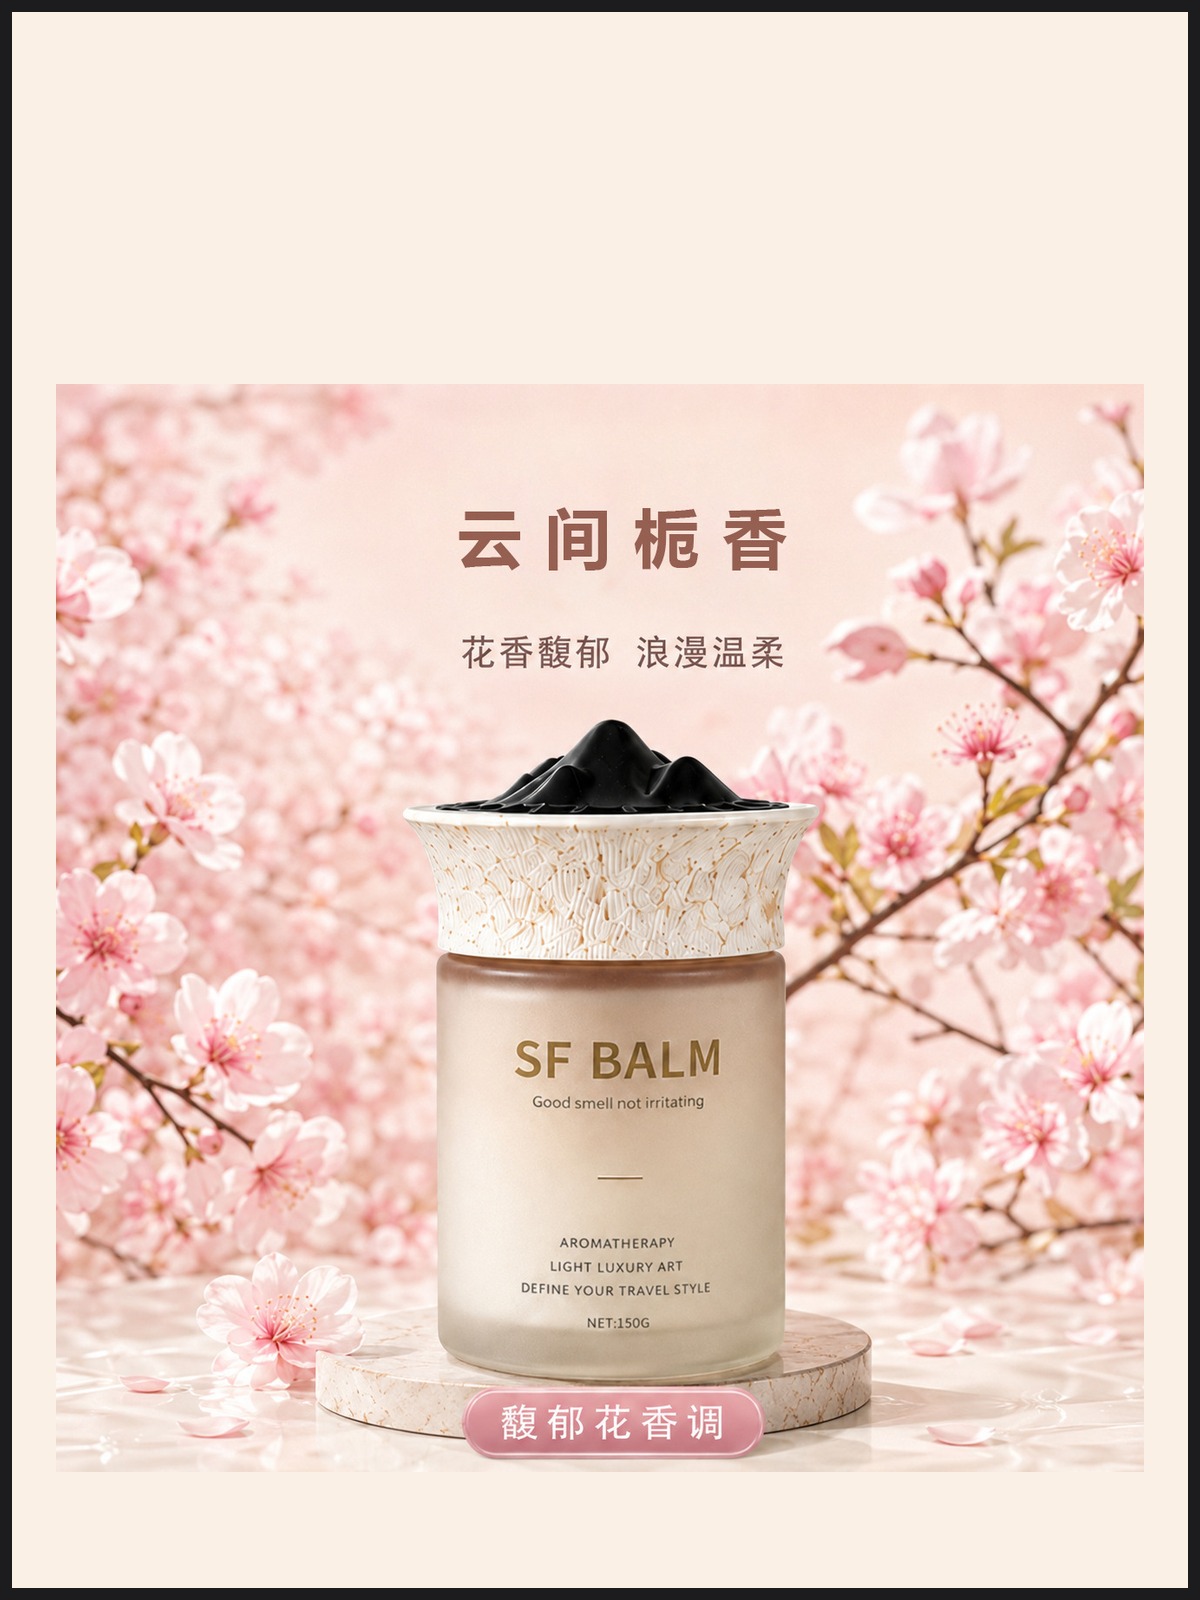 云间栀香
花香馥郁 浪漫温柔
SF BALM
Good smell not irritating
AROMATHERAPY
LIGHT LUXURY ART
DEFINE YOUR TRAVEL STYLE
NET:150G
馥郁花香调